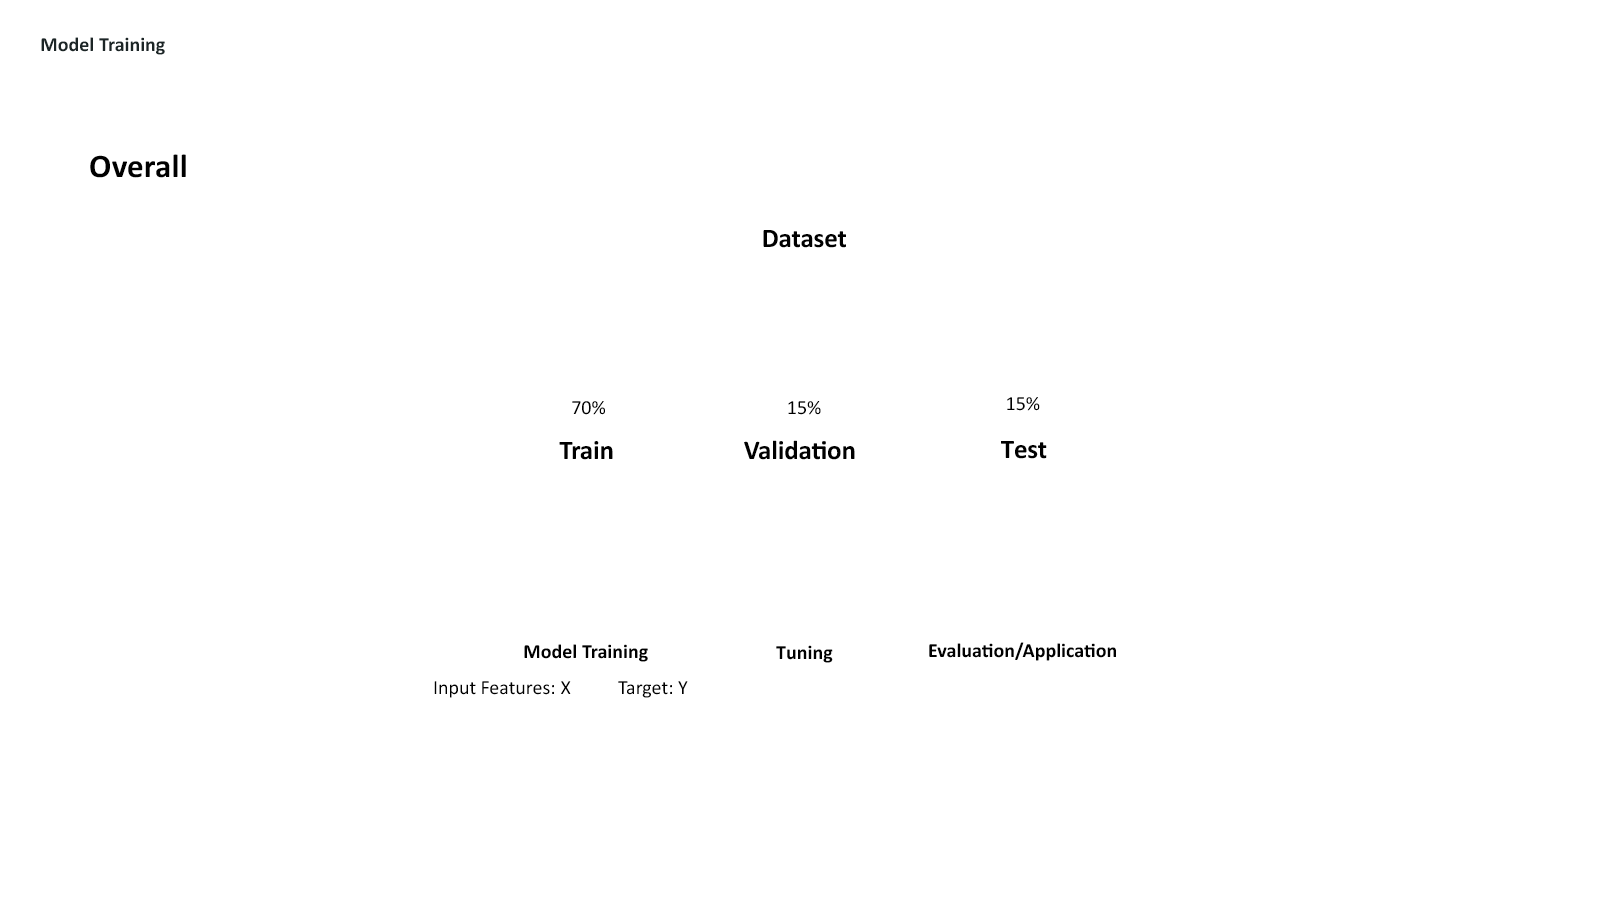 Model Training
Overall
Dataset
70% 15% 15%
Train Validation Test
Model Training Tuning Evaluation/Application
Input Features: X Target: Y